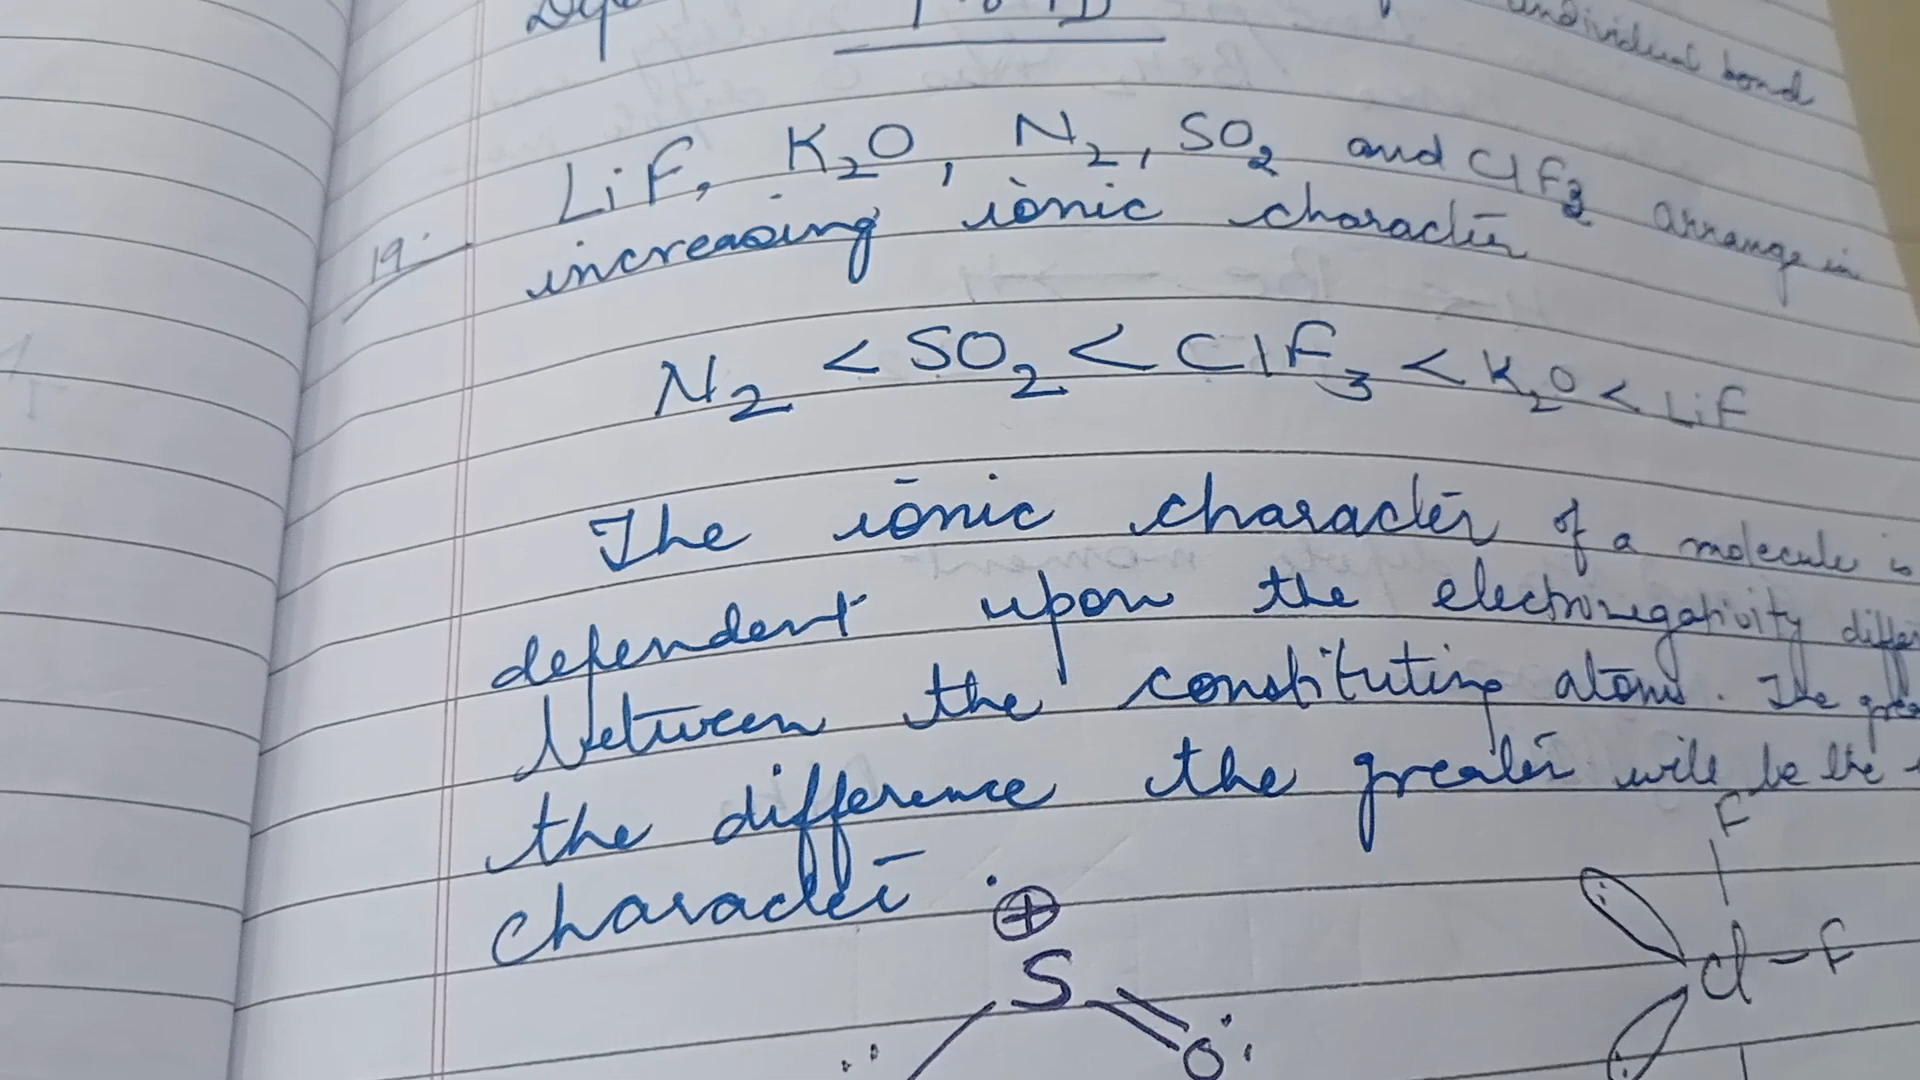 individual bond
LiF, K2O, N2, SO2 and ClF3 arrange in
19. increasing ionic character
N2 < SO2 < ClF3 < K2O < LiF
The ionic character of a molecule is
dependent upon the electronegativity differ
between the constituting atoms. The grea
the difference the greater will be the
character.
F
⊕
S
Cl-F
O